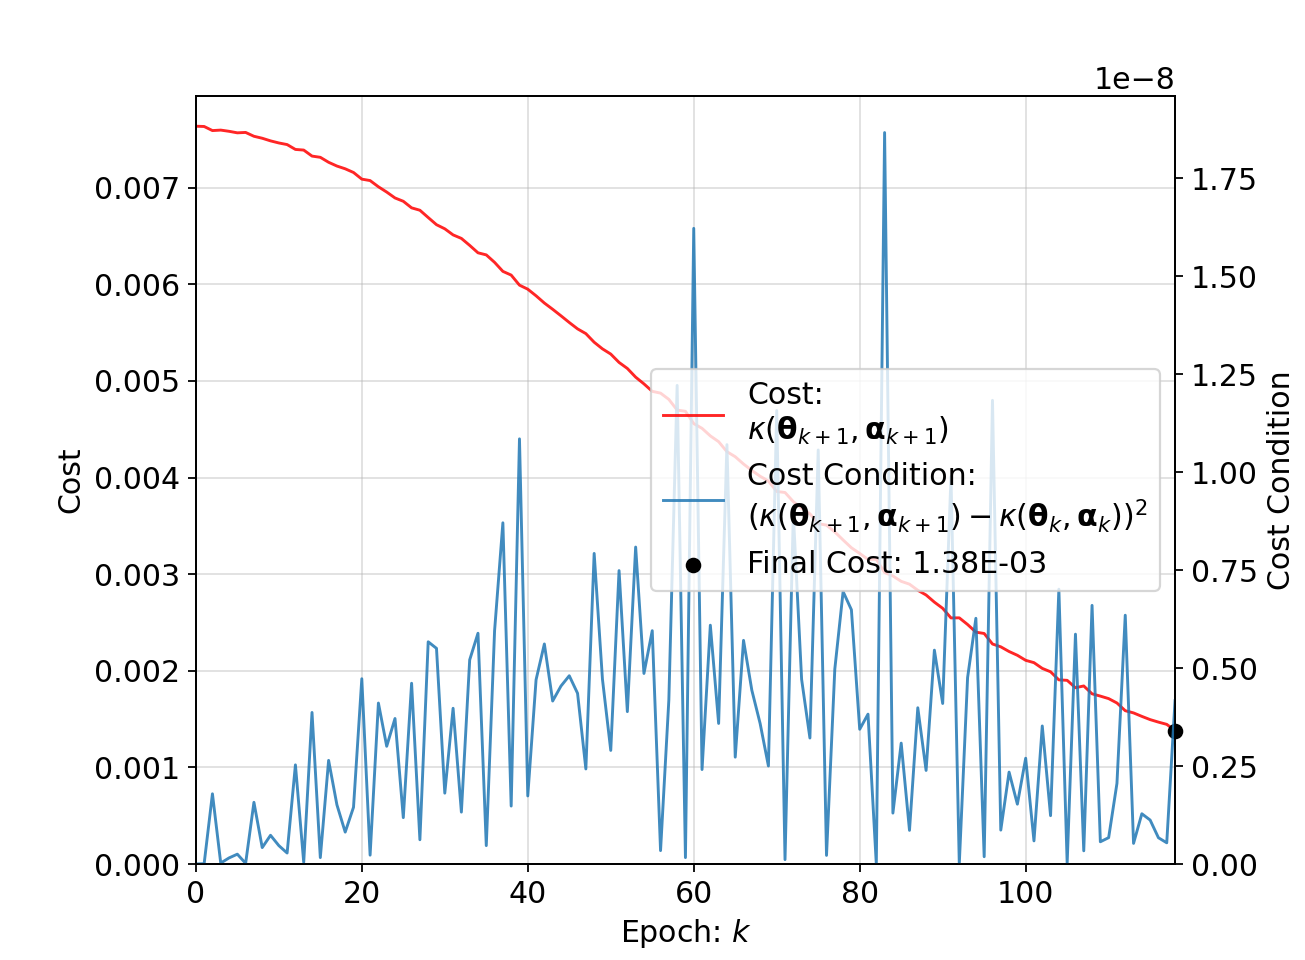 1e−8
0.007
0.006
0.005
0.004
0.003
0.002
0.001
0.000
Cost
1.75
1.50
1.25
1.00
0.75
0.50
0.25
0.00
Cost Condition
Cost:
κ(θ_{k+1}, α_{k+1})
Cost Condition:
(κ(θ_{k+1}, α_{k+1}) − κ(θ_k, α_k))²
Final Cost: 1.38E-03
0 20 40 60 80 100
Epoch: k